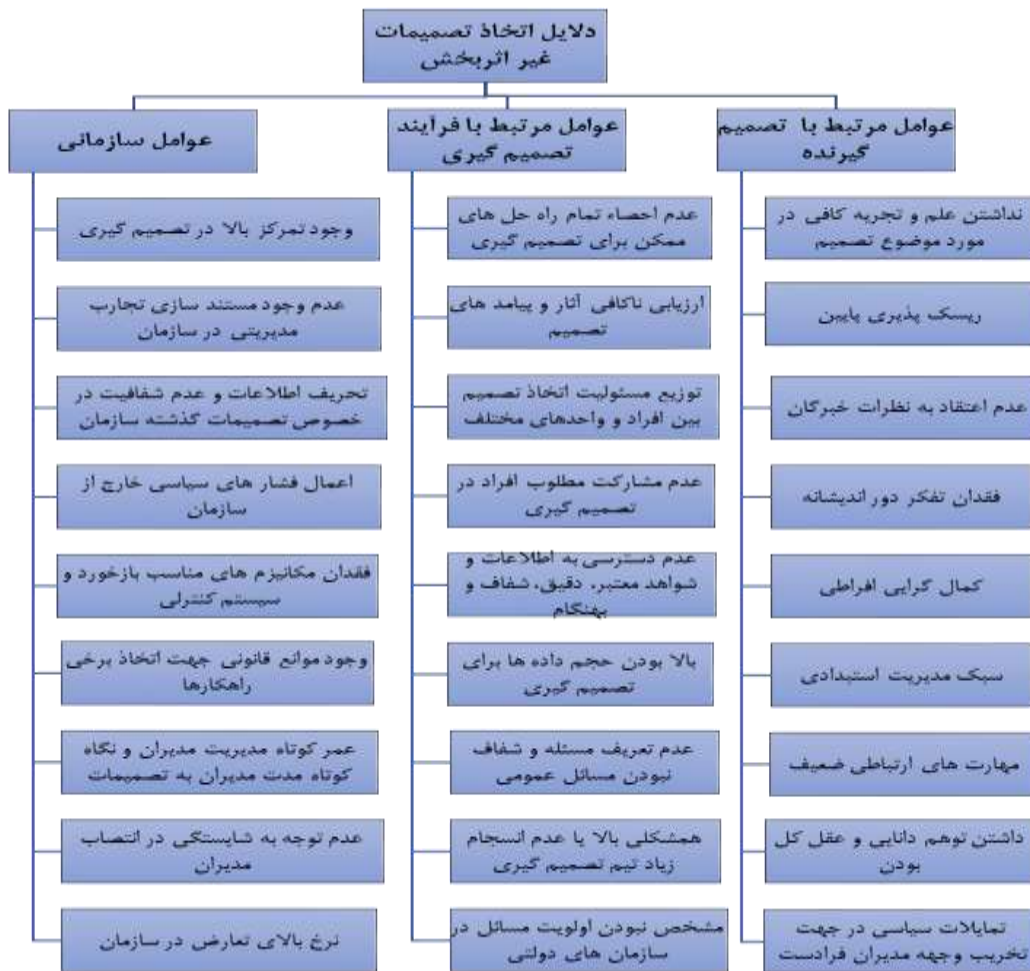 دلایل اتخاذ تصمیمات
غیر اثربخش
عوامل مرتبط با تصمیم
گیرنده
نداشتن علم و تجربه کافی در
مورد موضوع تصمیم
ریسک پذیری پایین
عدم اعتقاد به نظرات خبرگان
فقدان تفکر دور اندیشانه
کمال گرایی افراطی
سبک مدیریت استبدادی
مهارت های ارتباطی ضعیف
داشتن توهم دانایی و عقل کل
بودن
تمایلات سیاسی در جهت
تخریب وجهه مدیران فرادست
عوامل مرتبط با فرآیند
تصمیم گیری
عدم احصاء تمام راه حل های
ممکن برای تصمیم گیری
ارزیابی ناکافی آثار و پیامد های
تصمیم
توزیع مسئولیت اتخاذ تصمیم
بین افراد و واحدهای مختلف
عدم مشارکت مطلوب افراد در
تصمیم گیری
عدم دسترسی به اطلاعات و
شواهد معتبر، دقیق، شفاف و
بهنگام
بالا بودن حجم داده ها برای
تصمیم گیری
عدم تعریف مسئله و شفاف
نبودن مسائل عمومی
همشکلی بالا یا عدم انسجام
زیاد تیم تصمیم گیری
مشخص نبودن اولویت مسائل در
سازمان های دولتی
عوامل سازمانی
وجود تمرکز بالا در تصمیم گیری
عدم وجود مستند سازی تجارب
مدیریتی در سازمان
تحریف اطلاعات و عدم شفافیت در
خصوص تصمیمات گذشته سازمان
اعمال فشار های سیاسی خارج از
سازمان
فقدان مکانیزم های مناسب بازخورد و
سیستم کنترلی
وجود موانع قانونی جهت اتخاذ برخی
راهکارها
عمر کوتاه مدیریت مدیران و نگاه
کوتاه مدت مدیران به تصمیمات
عدم توجه به شایستگی در انتصاب
مدیران
نرخ بالای تعارض در سازمان